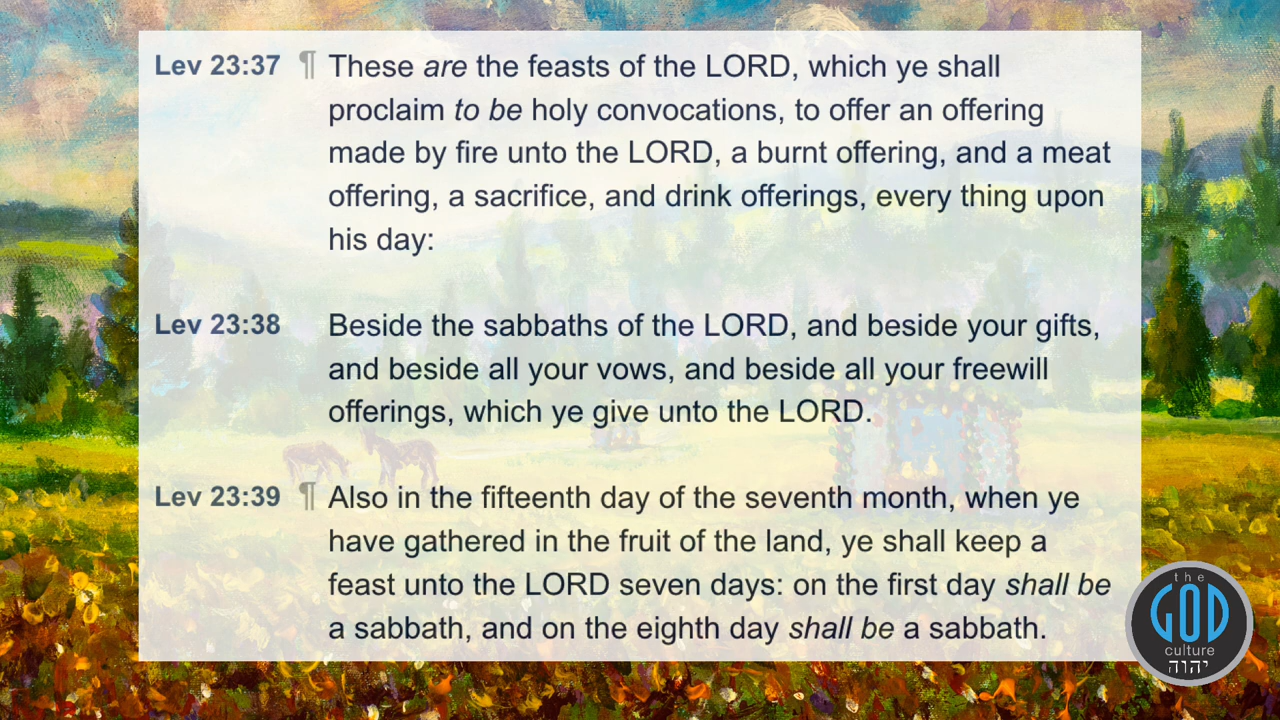 Lev 23:37 ¶ These are the feasts of the LORD, which ye shall
proclaim to be holy convocations, to offer an offering
made by fire unto the LORD, a burnt offering, and a meat
offering, a sacrifice, and drink offerings, every thing upon
his day:
Lev 23:38 Beside the sabbaths of the LORD, and beside your gifts,
and beside all your vows, and beside all your freewill
offerings, which ye give unto the LORD.
Lev 23:39 ¶ Also in the fifteenth day of the seventh month, when ye
have gathered in the fruit of the land, ye shall keep a
feast unto the LORD seven days: on the first day shall be
a sabbath, and on the eighth day shall be a sabbath.
the
GOD
culture
יהוה